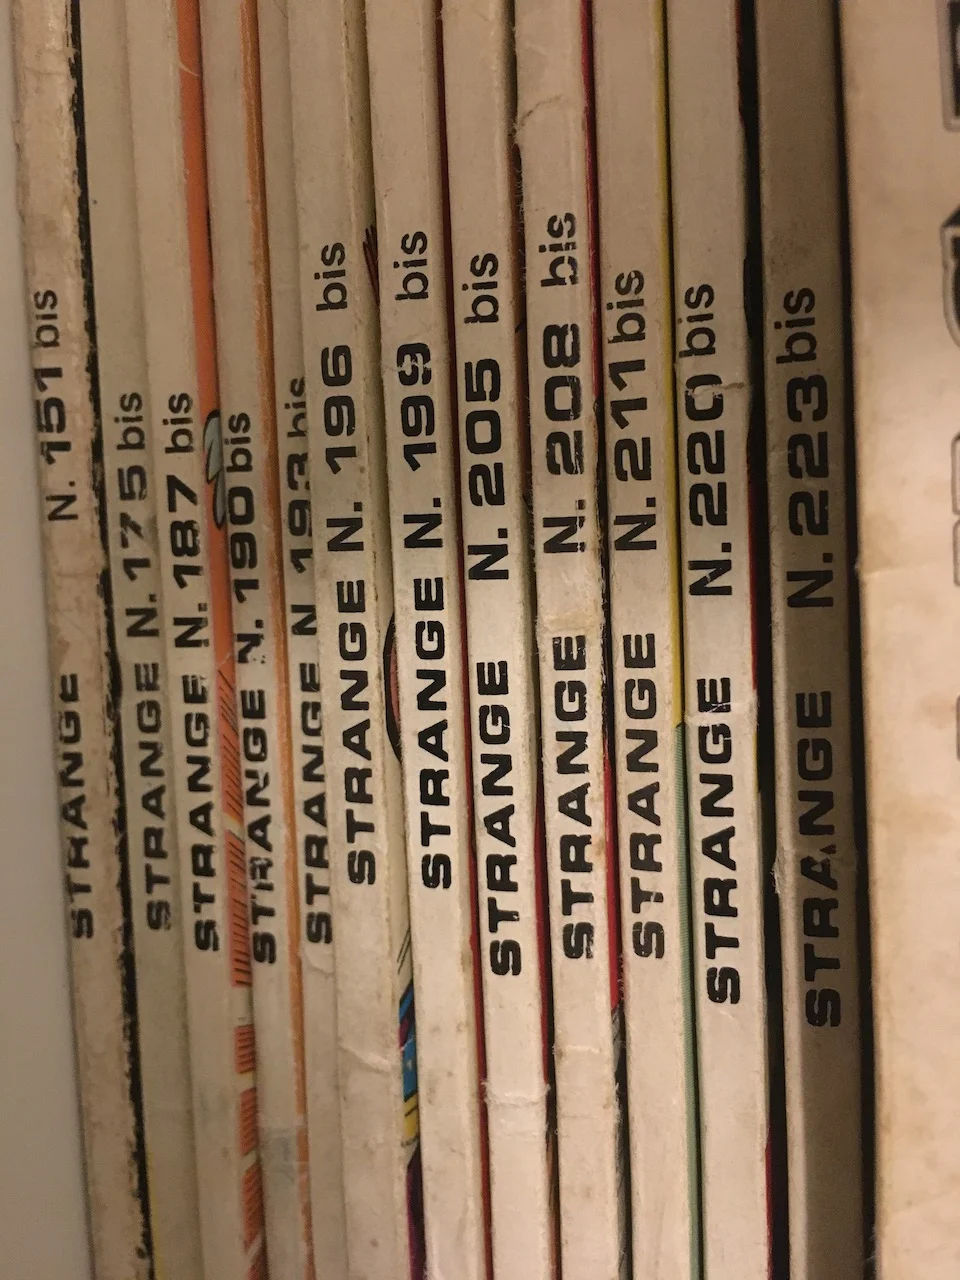 STRANGE N. 151 bis
STRANGE N. 175 bis
STRANGE N. 187 bis
STRANGE N. 190 bis
STRANGE N 193 bis
STRANGE N. 196 bis
STRANGE N. 199 bis
STRANGE N. 205 bis
STRANGE N. 208 bis
STRANGE N. 211 bis
STRANGE N. 220 bis
STRANGE N. 223 bis